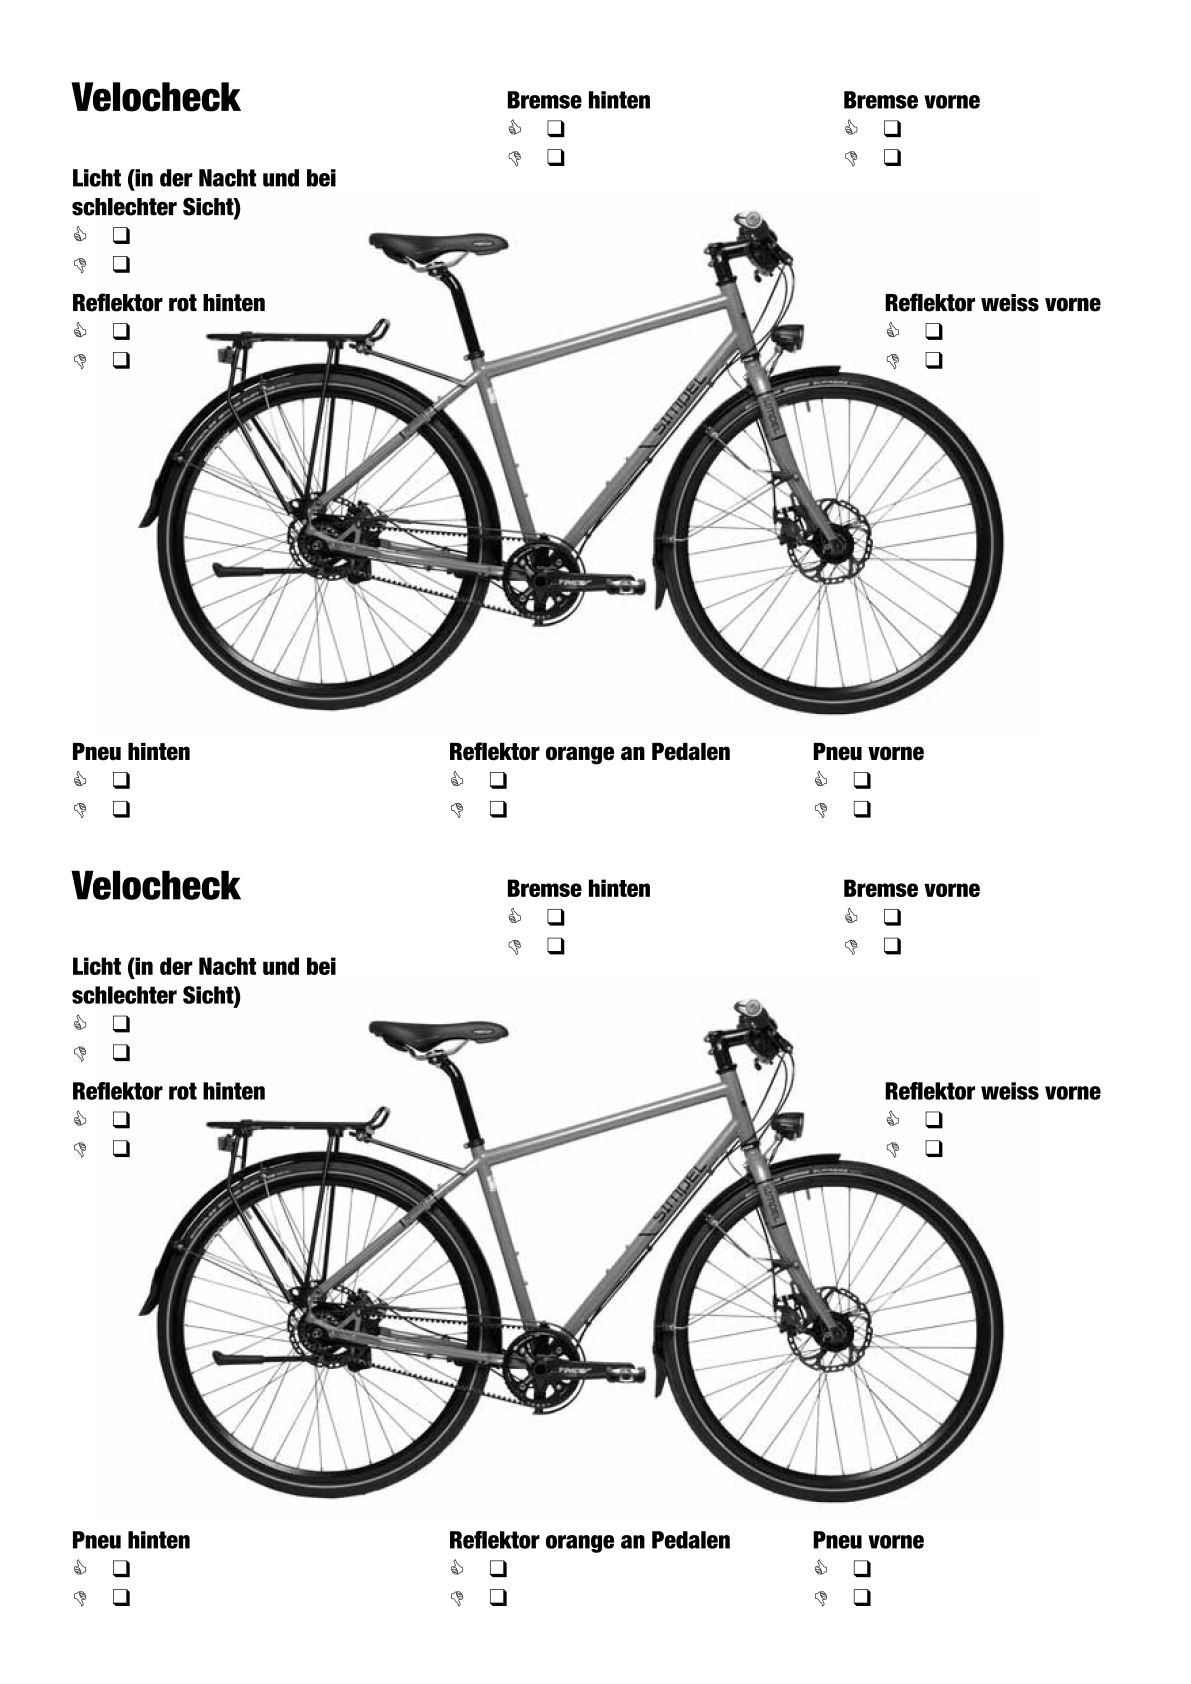 Velocheck
Bremse hinten
Bremse vorne
Licht (in der Nacht und bei
schlechter Sicht)
Reflektor rot hinten
Reflektor weiss vorne
SIMPEL
SIMPEL
Pneu hinten
Reflektor orange an Pedalen
Pneu vorne
Velocheck
Bremse hinten
Bremse vorne
Licht (in der Nacht und bei
schlechter Sicht)
Reflektor rot hinten
Reflektor weiss vorne
SIMPEL
SIMPEL
Pneu hinten
Reflektor orange an Pedalen
Pneu vorne